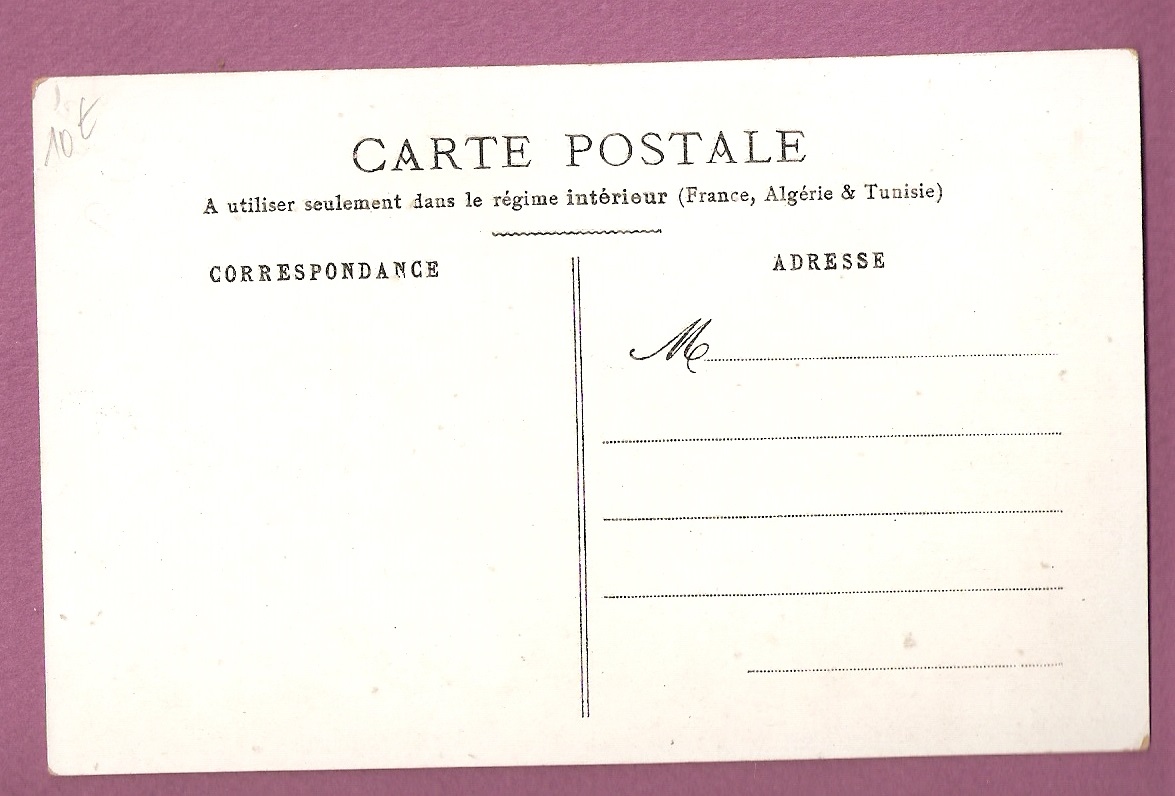 10€
CARTE POSTALE
A utiliser seulement dans le régime intérieur (France, Algérie & Tunisie)
CORRESPONDANCE
ADRESSE
M